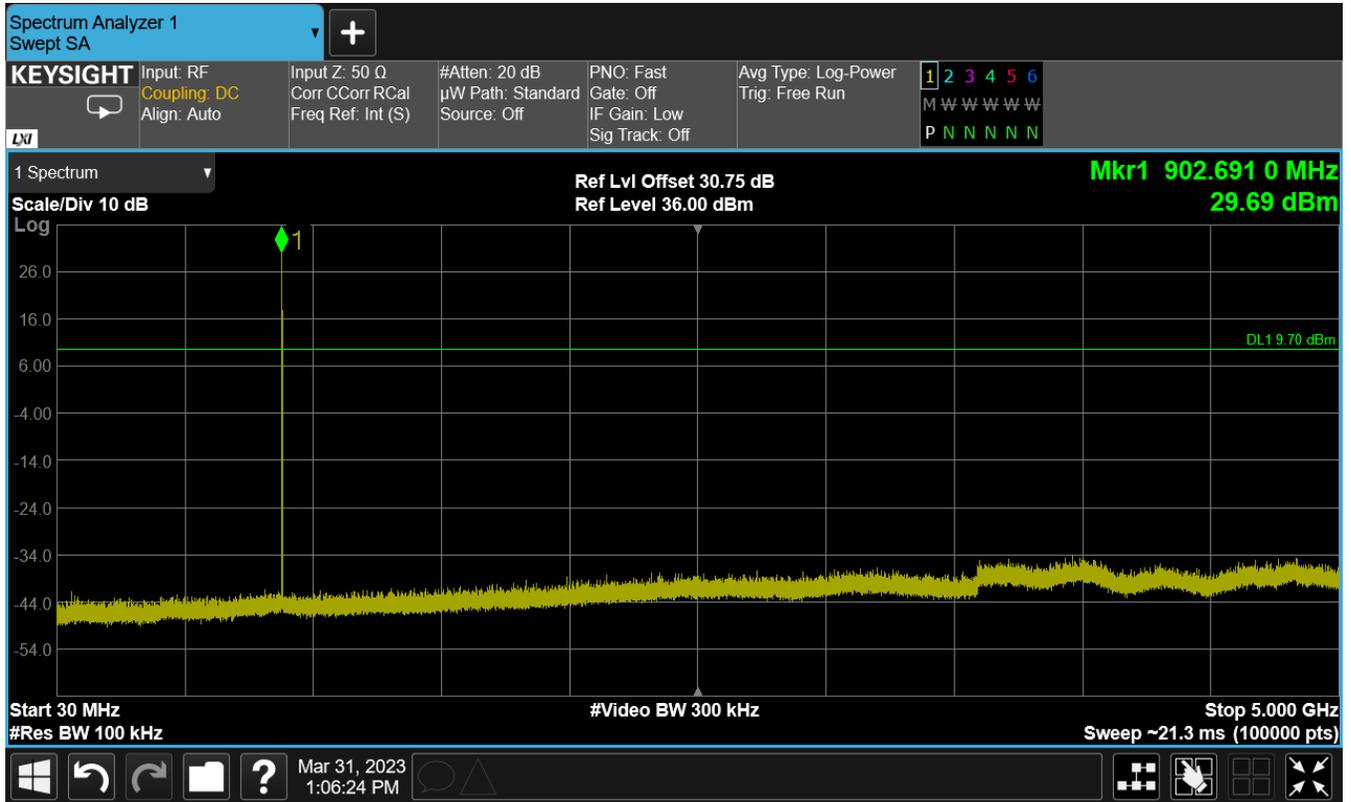 Spectrum Analyzer 1
Swept SA
KEYSIGHT
LXI
Input: RF
Coupling: DC
Align: Auto
Input Z: 50 Ω
Corr CCorr RCal
Freq Ref: Int (S)
#Atten: 20 dB
µW Path: Standard
Source: Off
PNO: Fast
Gate: Off
IF Gain: Low
Sig Track: Off
Avg Type: Log-Power
Trig: Free Run
1 2 3 4 5 6
M W W W W W
P N N N N N
1 Spectrum
Scale/Div 10 dB
Ref Lvl Offset 30.75 dB
Ref Level 36.00 dBm
Mkr1 902.691 0 MHz
29.69 dBm
Log
1
26.0
16.0
DL1 9.70 dBm
6.00
-4.00
-14.0
-24.0
-34.0
-44.0
-54.0
Start 30 MHz
#Video BW 300 kHz
Stop 5.000 GHz
#Res BW 100 kHz
Sweep ~21.3 ms (100000 pts)
?
Mar 31, 2023
1:06:24 PM